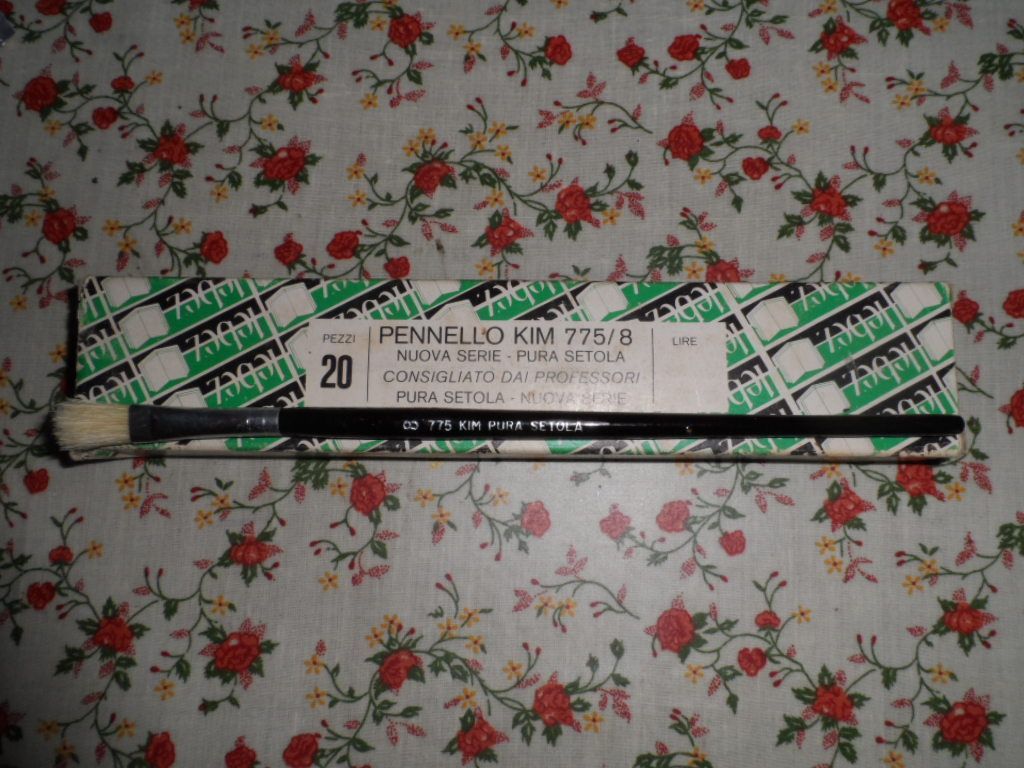 PEZZI
20
PENNELLO KIM 775/8
NUOVA SERIE - PURA SETOLA
CONSIGLIATO DAI PROFESSORI
PURA SETOLA - NUOVA SERIE
LIRE
775 KIM PURA SETOLA